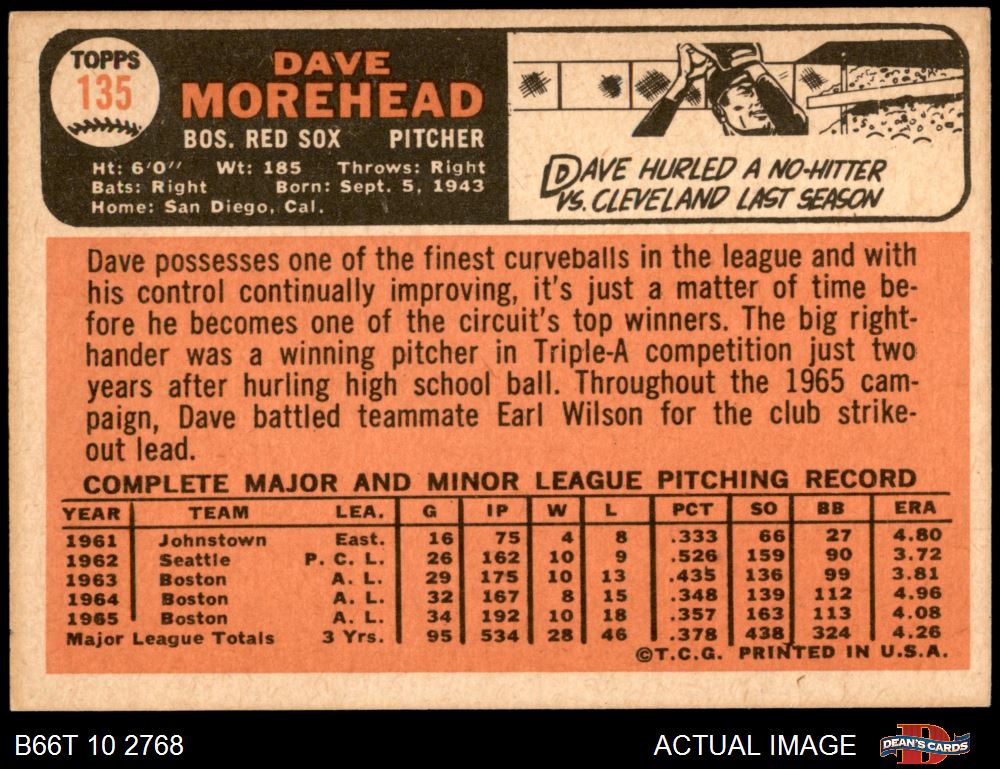 TOPPS
135
DAVE
MOREHEAD
BOS. RED SOX PITCHER
Ht: 6'0" Wt: 185 Throws: Right
Bats: Right Born: Sept. 5, 1943
Home: San Diego, Cal.
DAVE HURLED A NO-HITTER
VS. CLEVELAND LAST SEASON
Dave possesses one of the finest curveballs in the league and with
his control continually improving, it's just a matter of time be-
fore he becomes one of the circuit's top winners. The big right-
hander was a winning pitcher in Triple-A competition just two
years after hurling high school ball. Throughout the 1965 cam-
paign, Dave battled teammate Earl Wilson for the club strike-
out lead.
COMPLETE MAJOR AND MINOR LEAGUE PITCHING RECORD
YEAR TEAM LEA. G IP W L PCT SO BB ERA
1961 Johnstown East. 16 75 4 8 .333 66 27 4.80
1962 Seattle P. C. L. 26 162 10 9 .526 159 90 3.72
1963 Boston A. L. 29 175 10 13 .435 136 99 3.81
1964 Boston A. L. 32 167 8 15 .348 139 112 4.96
1965 Boston A. L. 34 192 10 18 .357 163 113 4.08
Major League Totals 3 Yrs. 95 534 28 46 .378 438 324 4.26
©T.C.G. PRINTED IN U.S.A.
B66T 10 2768
ACTUAL IMAGE
D
DEAN'S CARDS